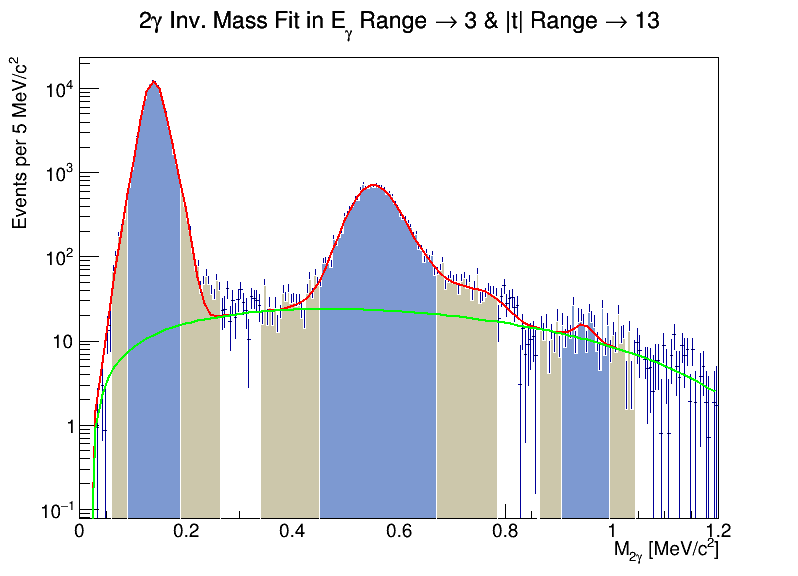 2γ Inv. Mass Fit in E_γ Range → 3 & |t| Range → 13
Events per 5 MeV/c²
10⁴
10³
10²
10
1
10⁻¹
0 0.2 0.4 0.6 0.8 1 1.2
M_2γ [MeV/c²]